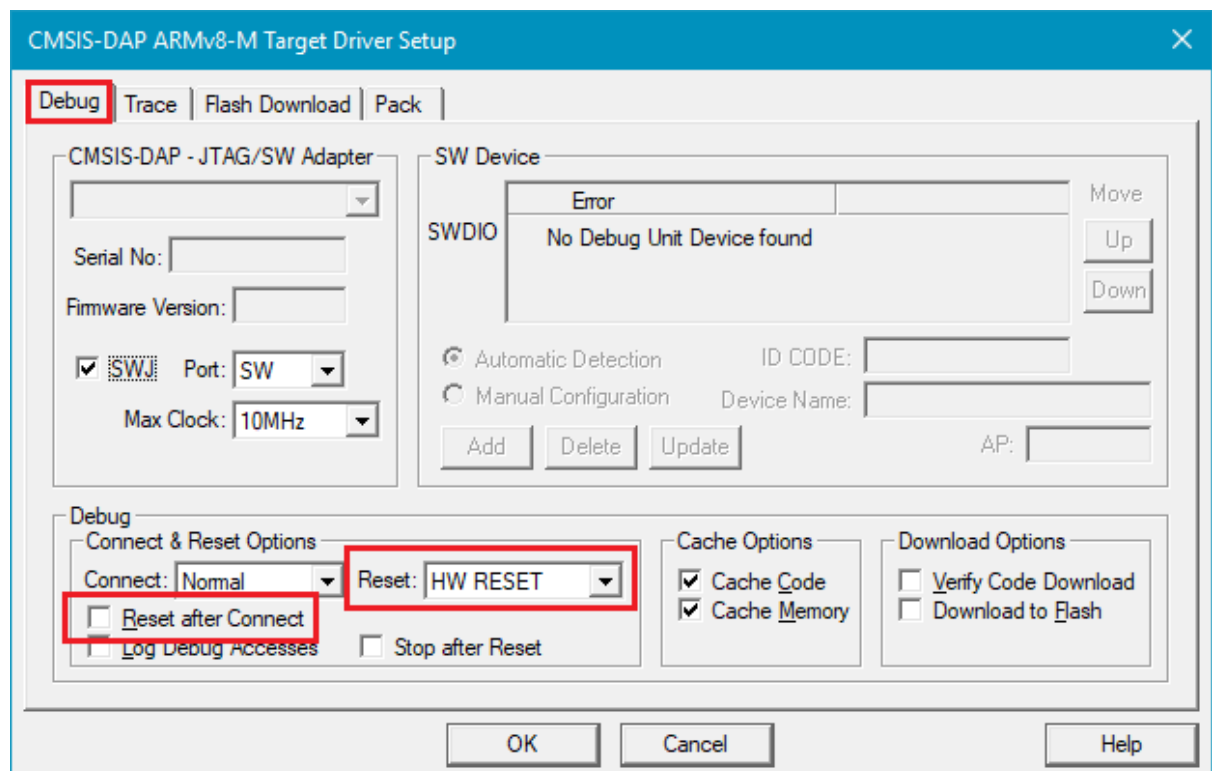 CMSIS-DAP ARMv8-M Target Driver Setup
Debug Trace Flash Download Pack
CMSIS-DAP - JTAG/SW Adapter
Serial No:
Firmware Version:
SWJ Port: SW
Max Clock: 10MHz
SW Device
Error
SWDIO No Debug Unit Device found
Move
Up
Down
Automatic Detection ID CODE:
Manual Configuration Device Name:
Add Delete Update AP:
Debug
Connect & Reset Options
Connect: Normal Reset: HW RESET
Reset after Connect
Log Debug Accesses Stop after Reset
Cache Options
Cache Code
Cache Memory
Download Options
Verify Code Download
Download to Flash
OK Cancel Help